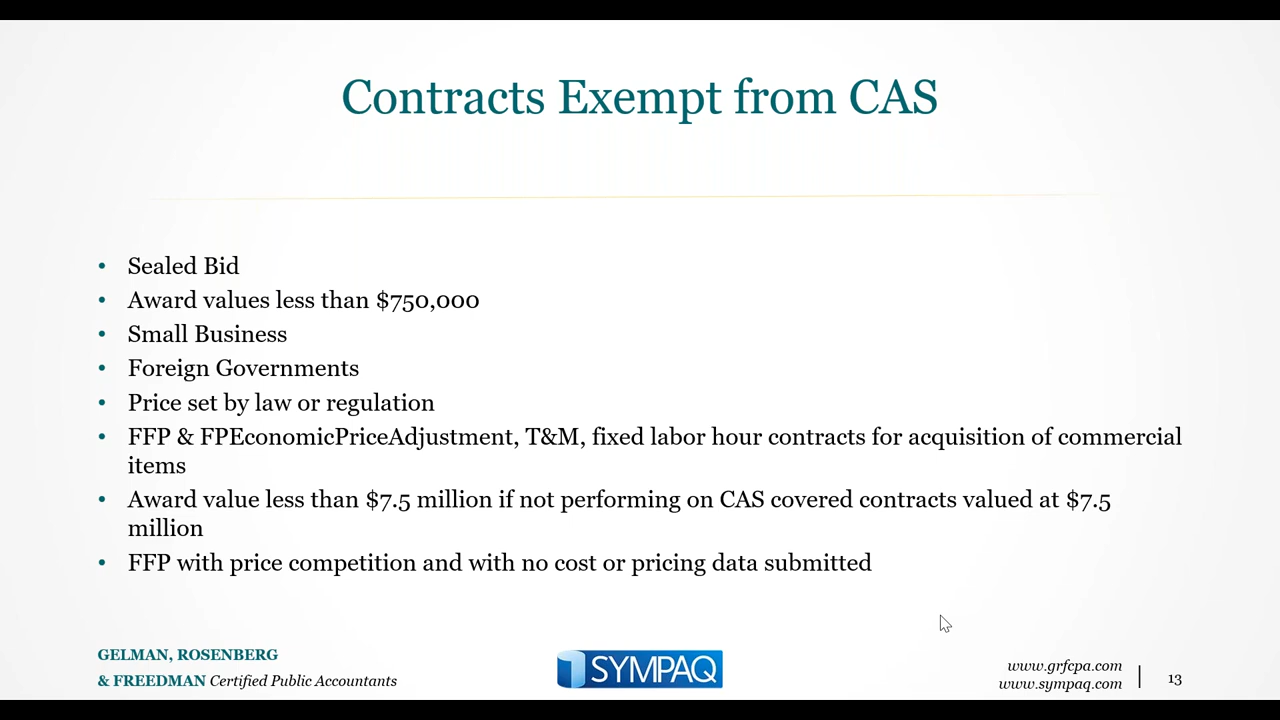 Contracts Exempt from CAS
• Sealed Bid
• Award values less than $750,000
• Small Business
• Foreign Governments
• Price set by law or regulation
• FFP & FPEconomicPriceAdjustment, T&M, fixed labor hour contracts for acquisition of commercial
items
• Award value less than $7.5 million if not performing on CAS covered contracts valued at $7.5
million
• FFP with price competition and with no cost or pricing data submitted
GELMAN, ROSENBERG
& FREEDMAN Certified Public Accountants
SYMPAQ
www.grfcpa.com
www.sympaq.com
13